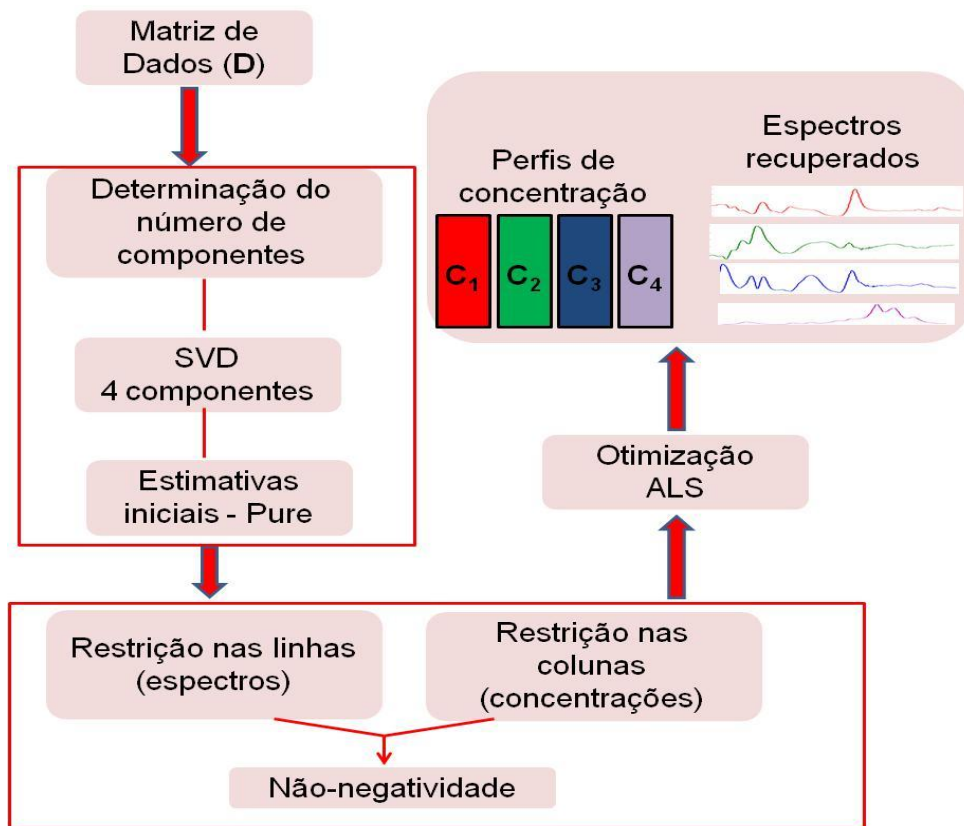 Matriz de
Dados (D)
Determinação do
número de
componentes
SVD
4 componentes
Estimativas
iniciais - Pure
Restrição nas linhas
(espectros)
Restrição nas
colunas
(concentrações)
Não-negatividade
Otimização
ALS
Perfis de
concentração
C₁ C₂ C₃ C₄
Espectros
recuperados